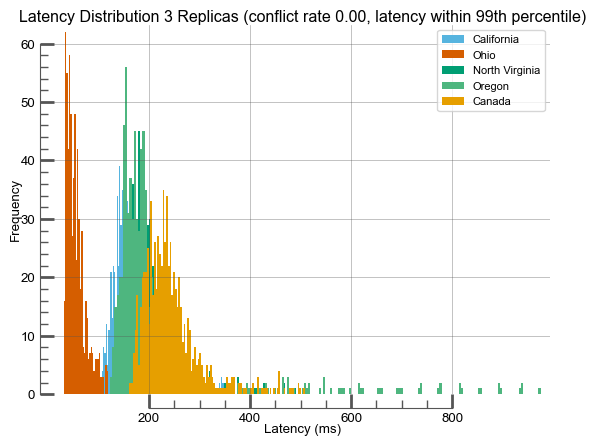 Latency Distribution 3 Replicas (conflict rate 0.00, latency within 99th percentile)
California
Ohio
North Virginia
Oregon
Canada
Frequency
60
50
40
30
20
10
0
200
400
600
800
Latency (ms)